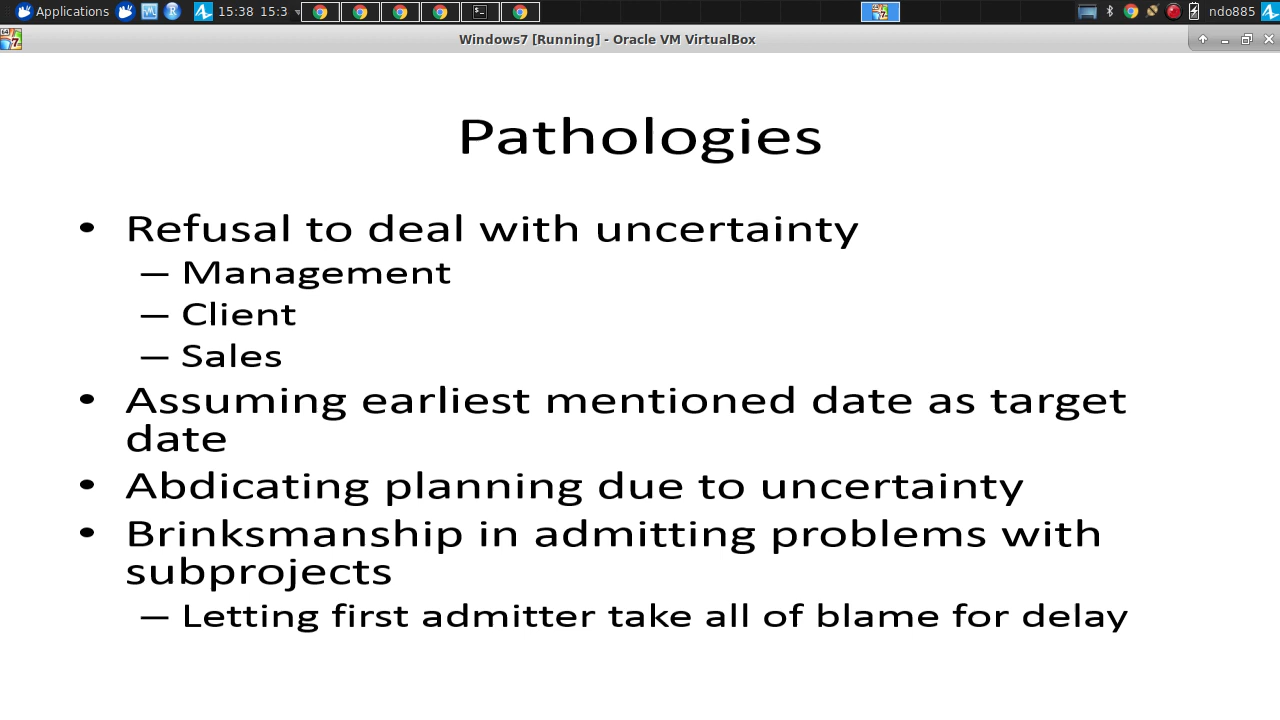 Applications 15:38 15:3 ndo885
Windows7 [Running] - Oracle VM VirtualBox
Pathologies
• Refusal to deal with uncertainty
– Management
– Client
– Sales
• Assuming earliest mentioned date as target
date
• Abdicating planning due to uncertainty
• Brinksmanship in admitting problems with
subprojects
– Letting first admitter take all of blame for delay